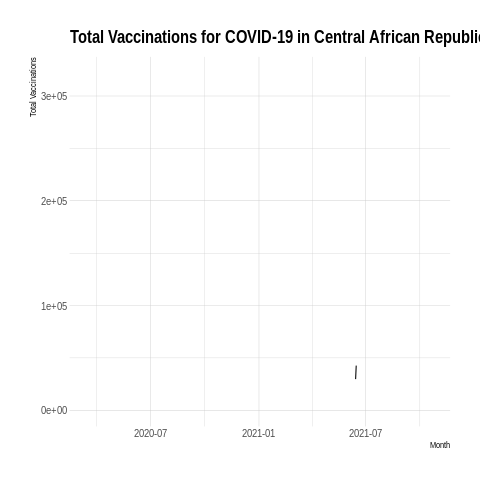 Total Vaccinations for COVID-19 in Central African Republi
Total Vaccinations
3e+05
2e+05
1e+05
0e+00
2020-07
2021-01
2021-07
Month